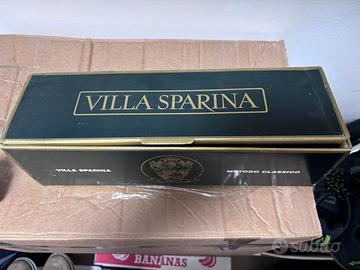 VILLA SPARINA
VILLA SPARINA
METODO CLASSICO
BANANAS
subito